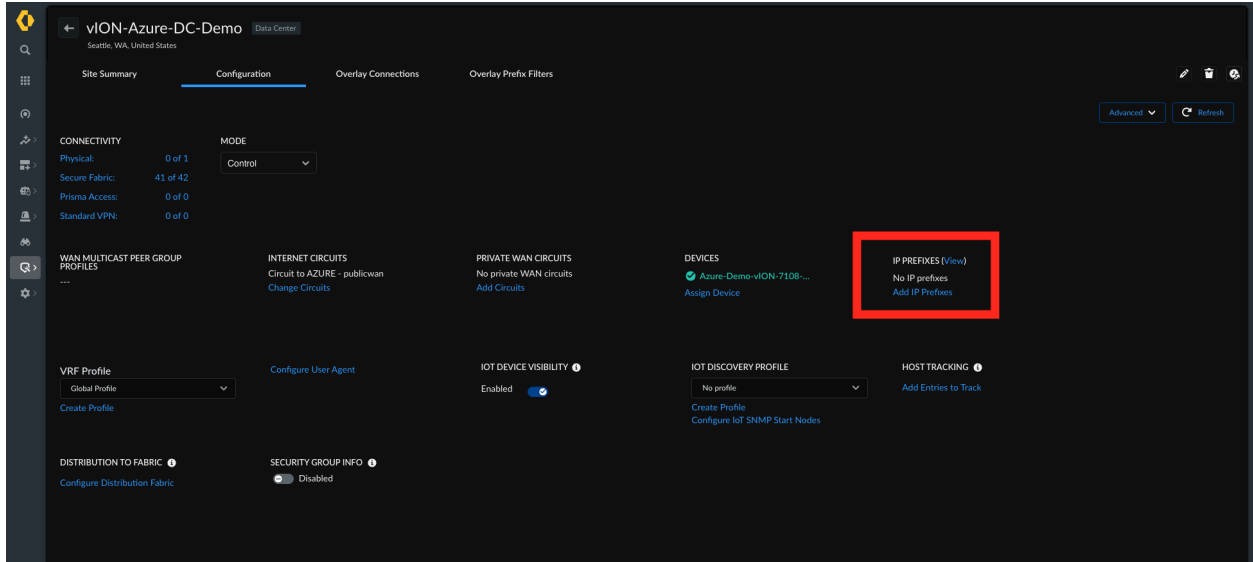 vION-Azure-DC-Demo Data Center
Seattle, WA, United States
Site Summary Configuration Overlay Connections Overlay Prefix Filters
Advanced Refresh
CONNECTIVITY
Physical: 0 of 1
Secure Fabric: 41 of 42
Prisma Access: 0 of 0
Standard VPN: 0 of 0
MODE
Control
WAN MULTICAST PEER GROUP
PROFILES
---
INTERNET CIRCUITS
Circuit to AZURE - publicwan
Change Circuits
PRIVATE WAN CIRCUITS
No private WAN circuits
Add Circuits
DEVICES
Azure-Demo-vION-7108-...
Assign Device
IP PREFIXES (View)
No IP prefixes
Add IP Prefixes
VRF Profile
Global Profile
Create Profile
Configure User Agent
IOT DEVICE VISIBILITY
Enabled
IOT DISCOVERY PROFILE
No profile
Create Profile
Configure IoT SNMP Start Nodes
HOST TRACKING
Add Entries to Track
DISTRIBUTION TO FABRIC
Configure Distribution Fabric
SECURITY GROUP INFO
Disabled